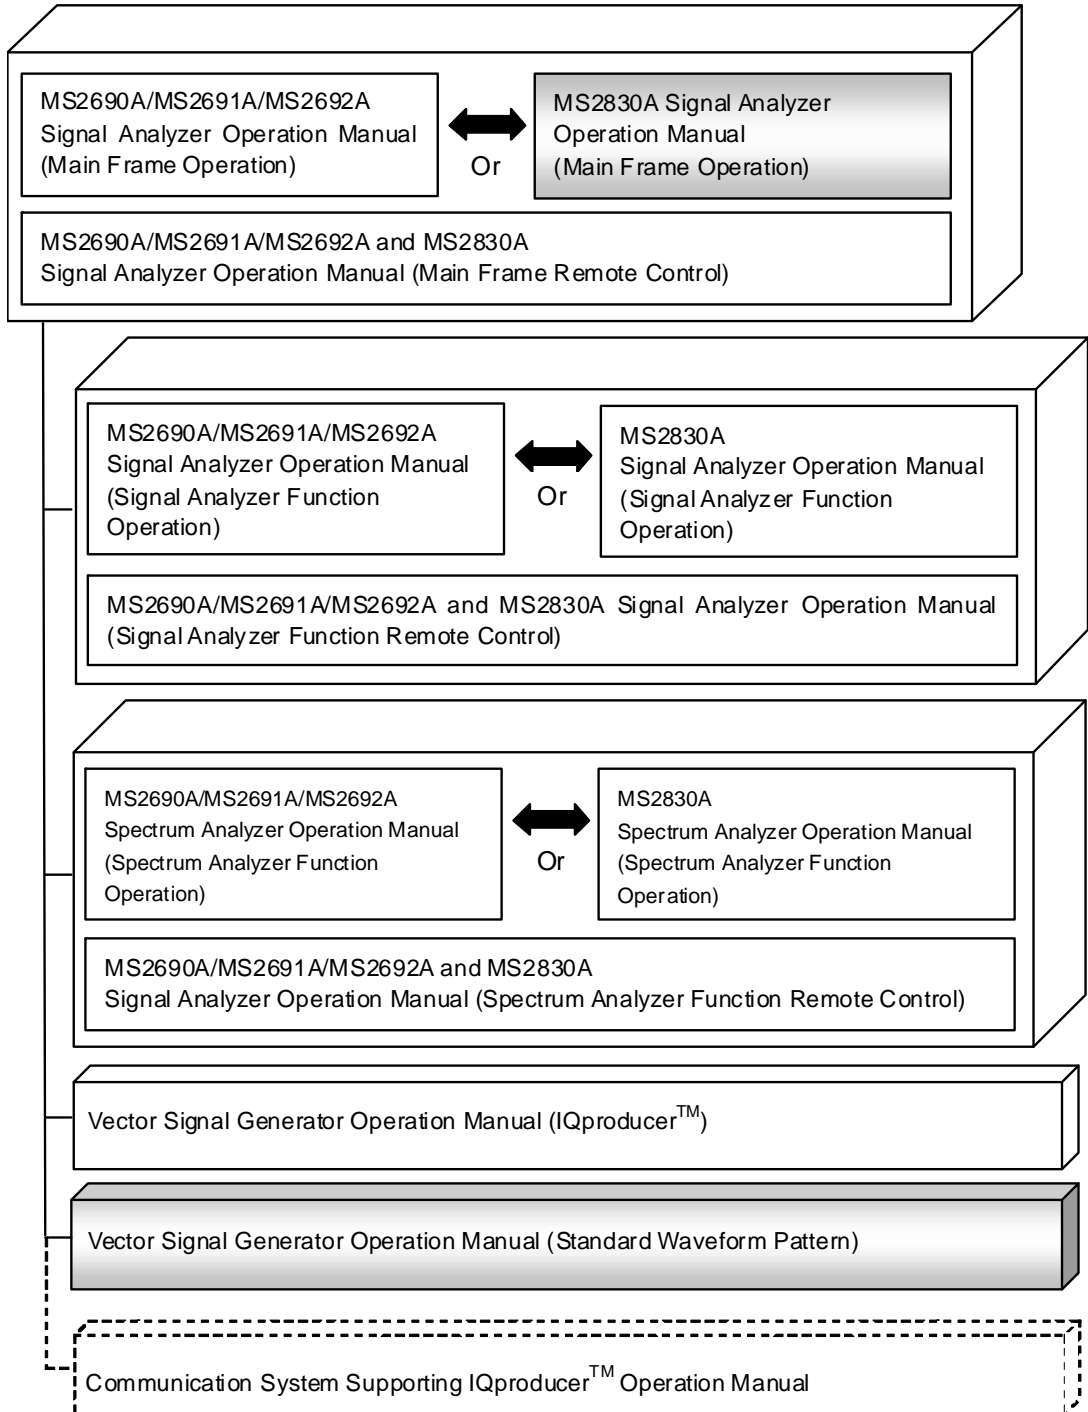 MS2690A/MS2691A/MS2692A
Signal Analyzer Operation Manual
(Main Frame Operation)
Or
MS2830A Signal Analyzer
Operation Manual
(Main Frame Operation)
MS2690A/MS2691A/MS2692A and MS2830A
Signal Analyzer Operation Manual (Main Frame Remote Control)
MS2690A/MS2691A/MS2692A
Signal Analyzer Operation Manual
(Signal Analyzer Function
Operation)
Or
MS2830A
Signal Analyzer Operation Manual
(Signal Analyzer Function
Operation)
MS2690A/MS2691A/MS2692A and MS2830A Signal Analyzer Operation Manual
(Signal Analyzer Function Remote Control)
MS2690A/MS2691A/MS2692A
Spectrum Analyzer Operation Manual
(Spectrum Analyzer Function
Operation)
Or
MS2830A
Spectrum Analyzer Operation Manual
(Spectrum Analyzer Function
Operation)
MS2690A/MS2691A/MS2692A and MS2830A
Signal Analyzer Operation Manual (Spectrum Analyzer Function Remote Control)
Vector Signal Generator Operation Manual (IQproducer™)
Vector Signal Generator Operation Manual (Standard Waveform Pattern)
Communication System Supporting IQproducer™ Operation Manual